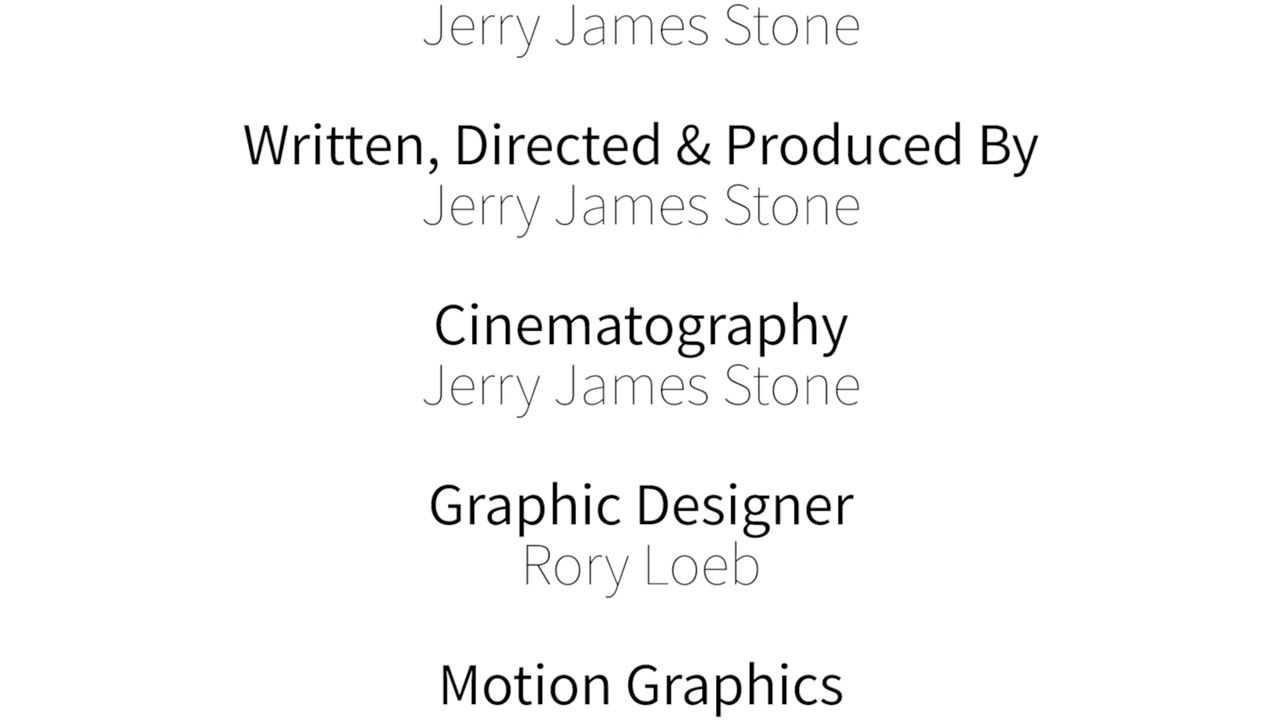 Jerry James Stone
Written, Directed & Produced By
Jerry James Stone
Cinematography
Jerry James Stone
Graphic Designer
Rory Loeb
Motion Graphics